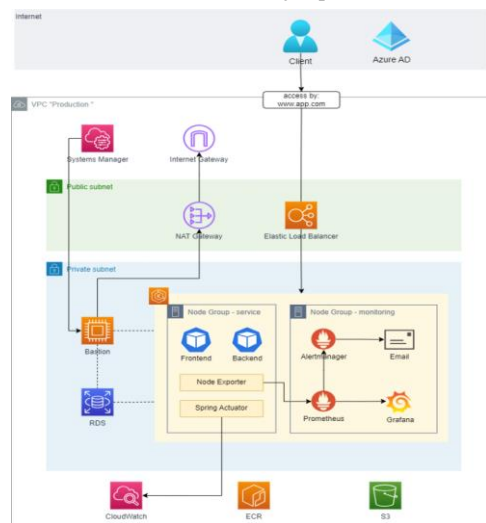 Internet
Client
Azure AD
access by:
www.app.com
VPC "Production "
Systems Manager
Internet Gateway
Public subnet
NAT Gateway
Elastic Load Balancer
Private subnet
Node Group - service
Node Group - monitoring
Bastion
Frontend
Backend
Alertmanager
Email
Node Exporter
Spring Actuator
Prometheus
Grafana
RDS
CloudWatch
ECR
S3